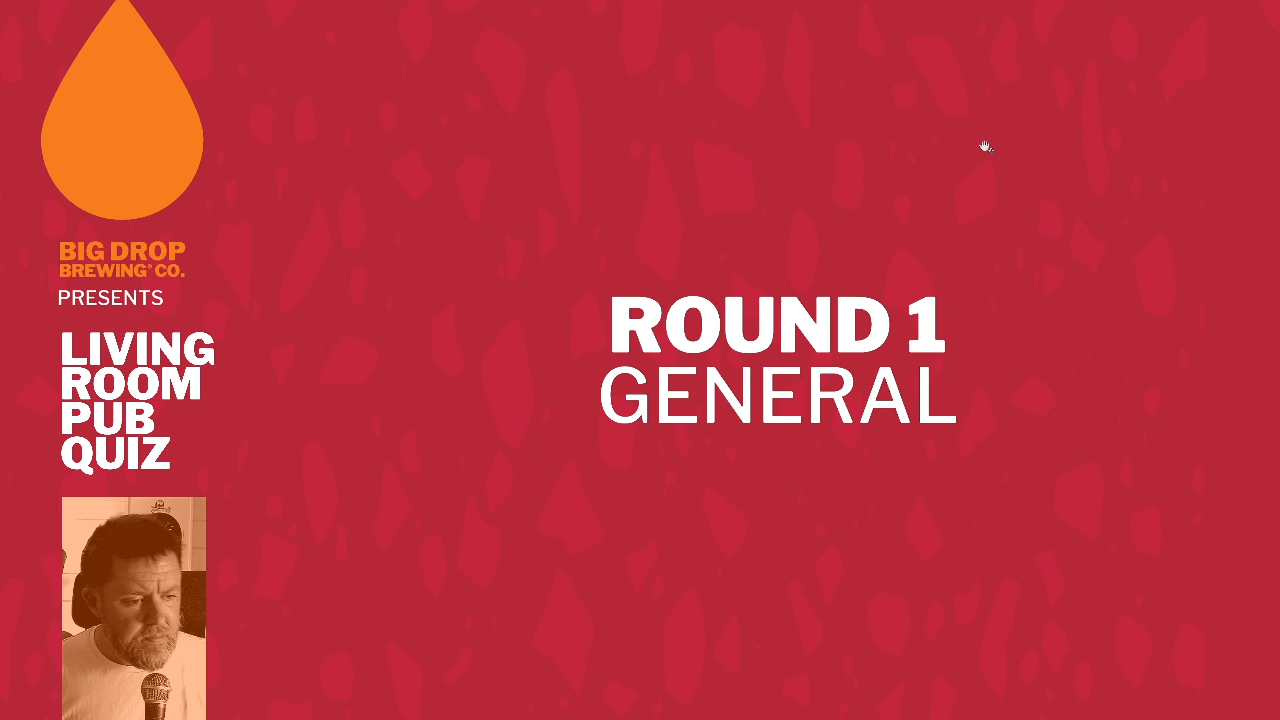 BIG DROP
BREWING® CO.
PRESENTS
LIVING
ROOM
PUB
QUIZ
ROUND 1
GENERAL